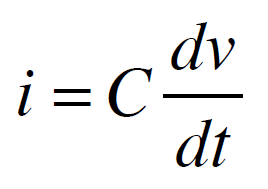 i = C dv/dt